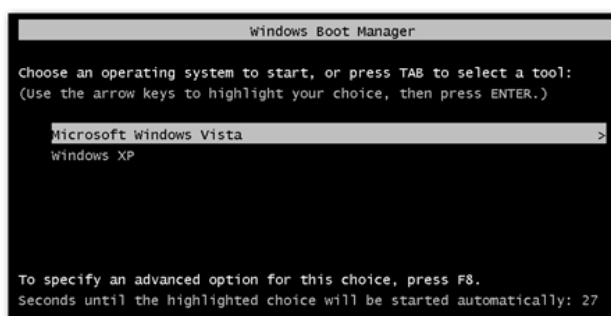 Windows Boot Manager
Choose an operating system to start, or press TAB to select a tool:
(Use the arrow keys to highlight your choice, then press ENTER.)
Microsoft Windows Vista >
Windows XP
To specify an advanced option for this choice, press F8.
Seconds until the highlighted choice will be started automatically: 27